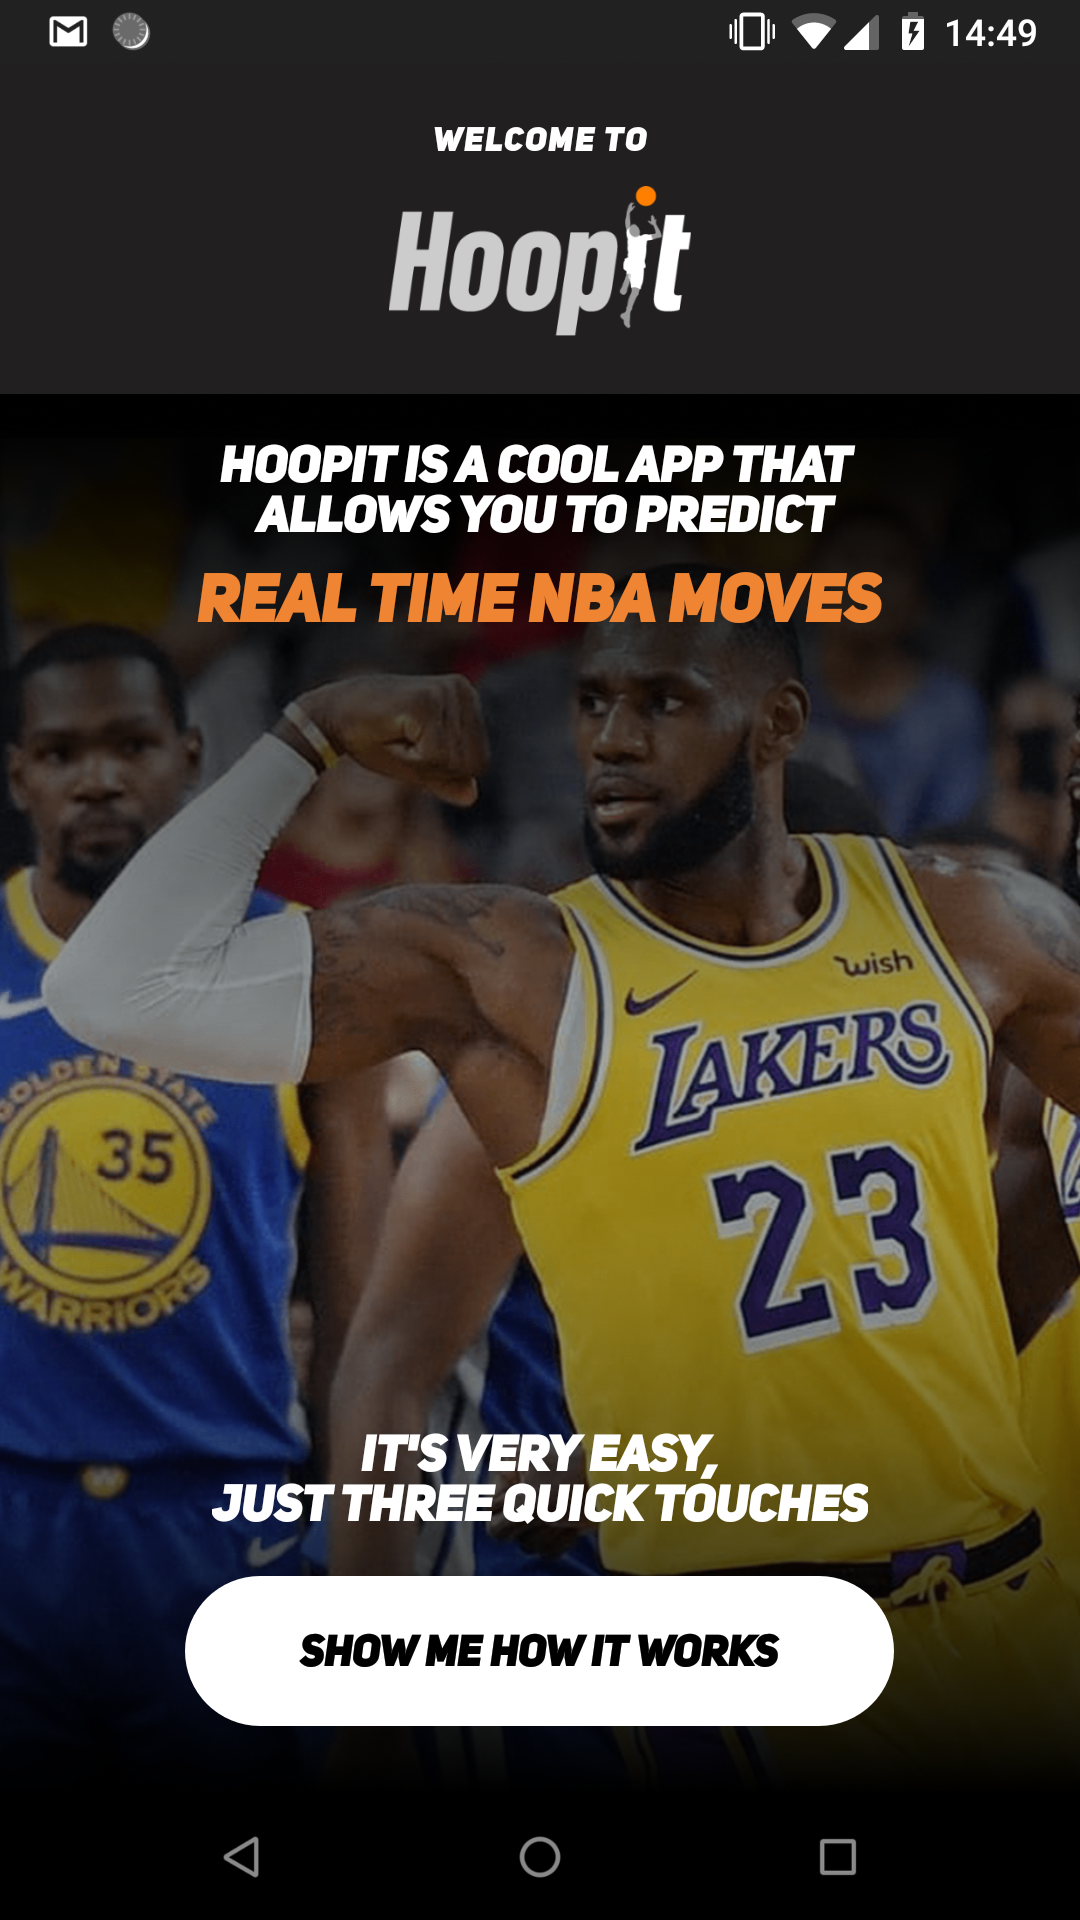 14:49
WELCOME TO
Hoopit
HOOPIT IS A COOL APP THAT
ALLOWS YOU TO PREDICT
REAL TIME NBA MOVES
wish
LAKERS
23
GOLDEN STATE
35
WARRIORS
IT'S VERY EASY,
JUST THREE QUICK TOUCHES
SHOW ME HOW IT WORKS